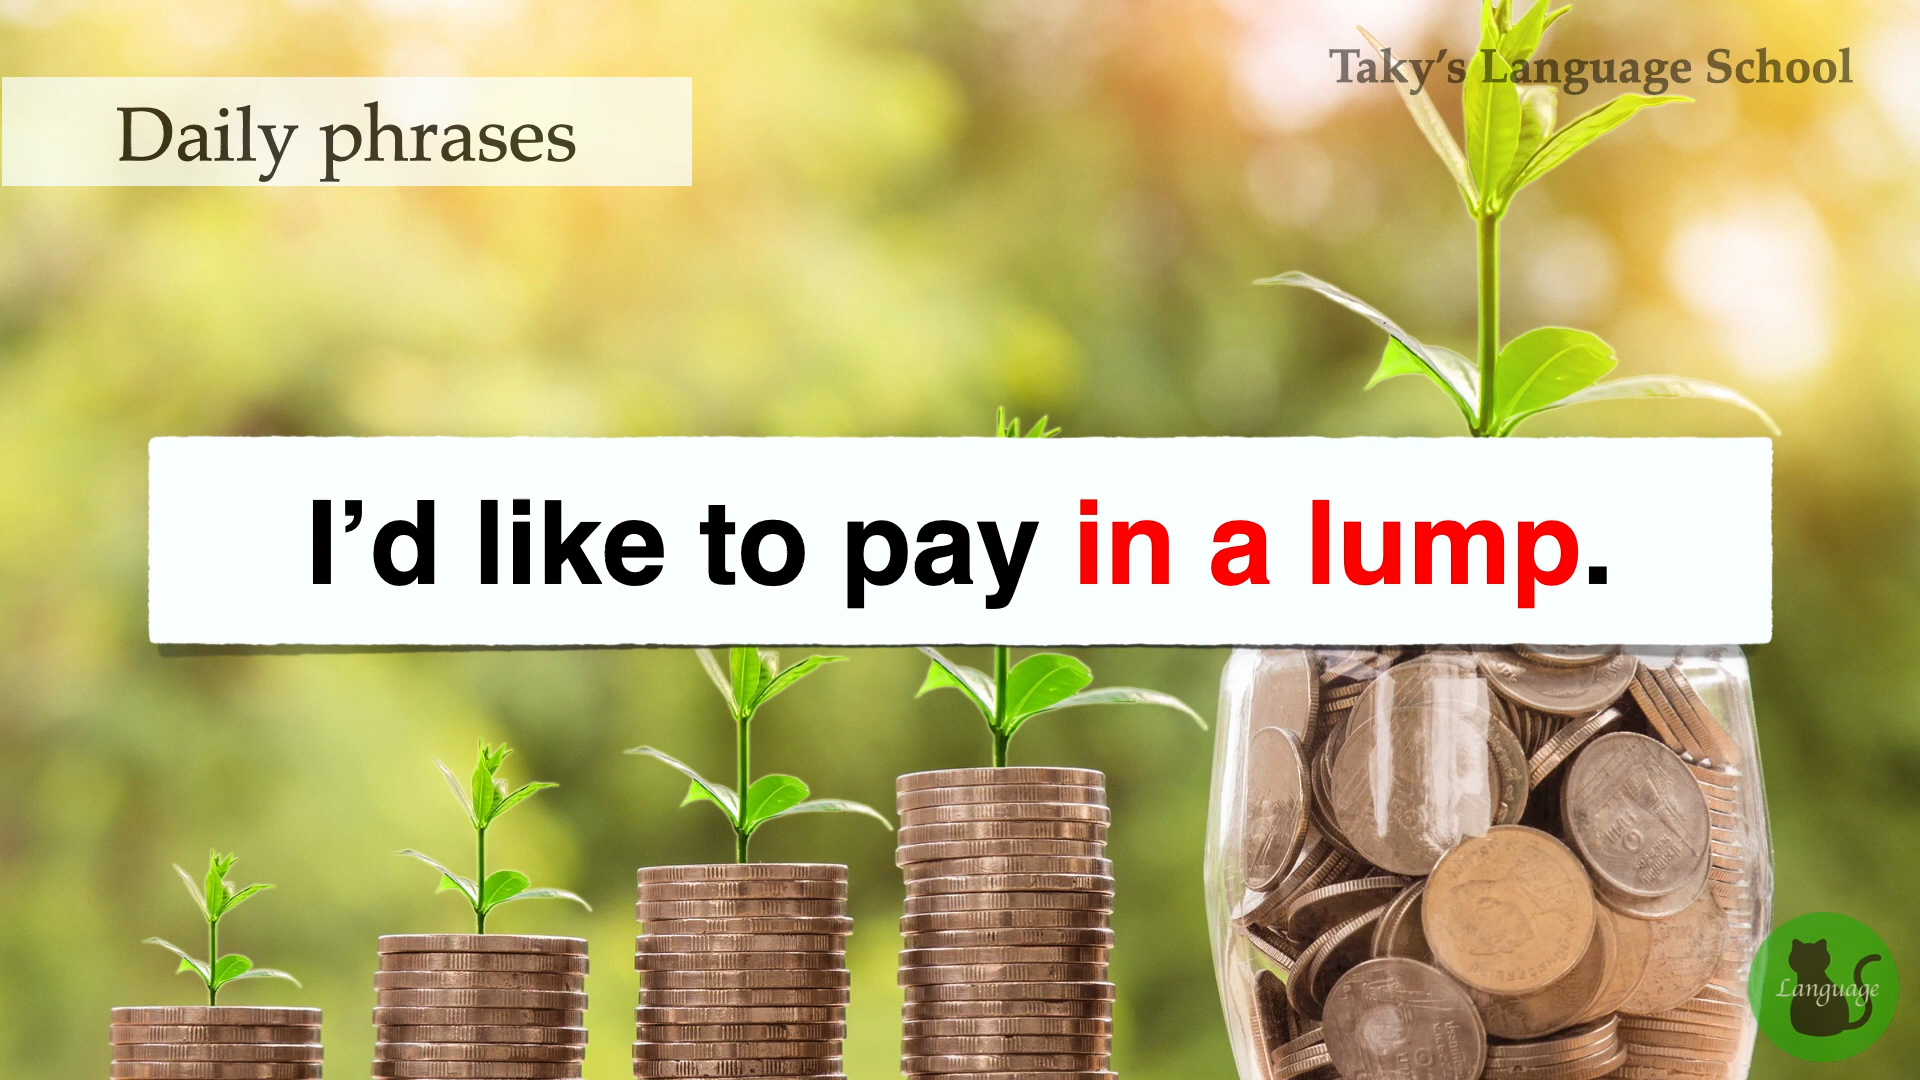 Taky’s Language School
Daily phrases
I’d like to pay in a lump.
Language